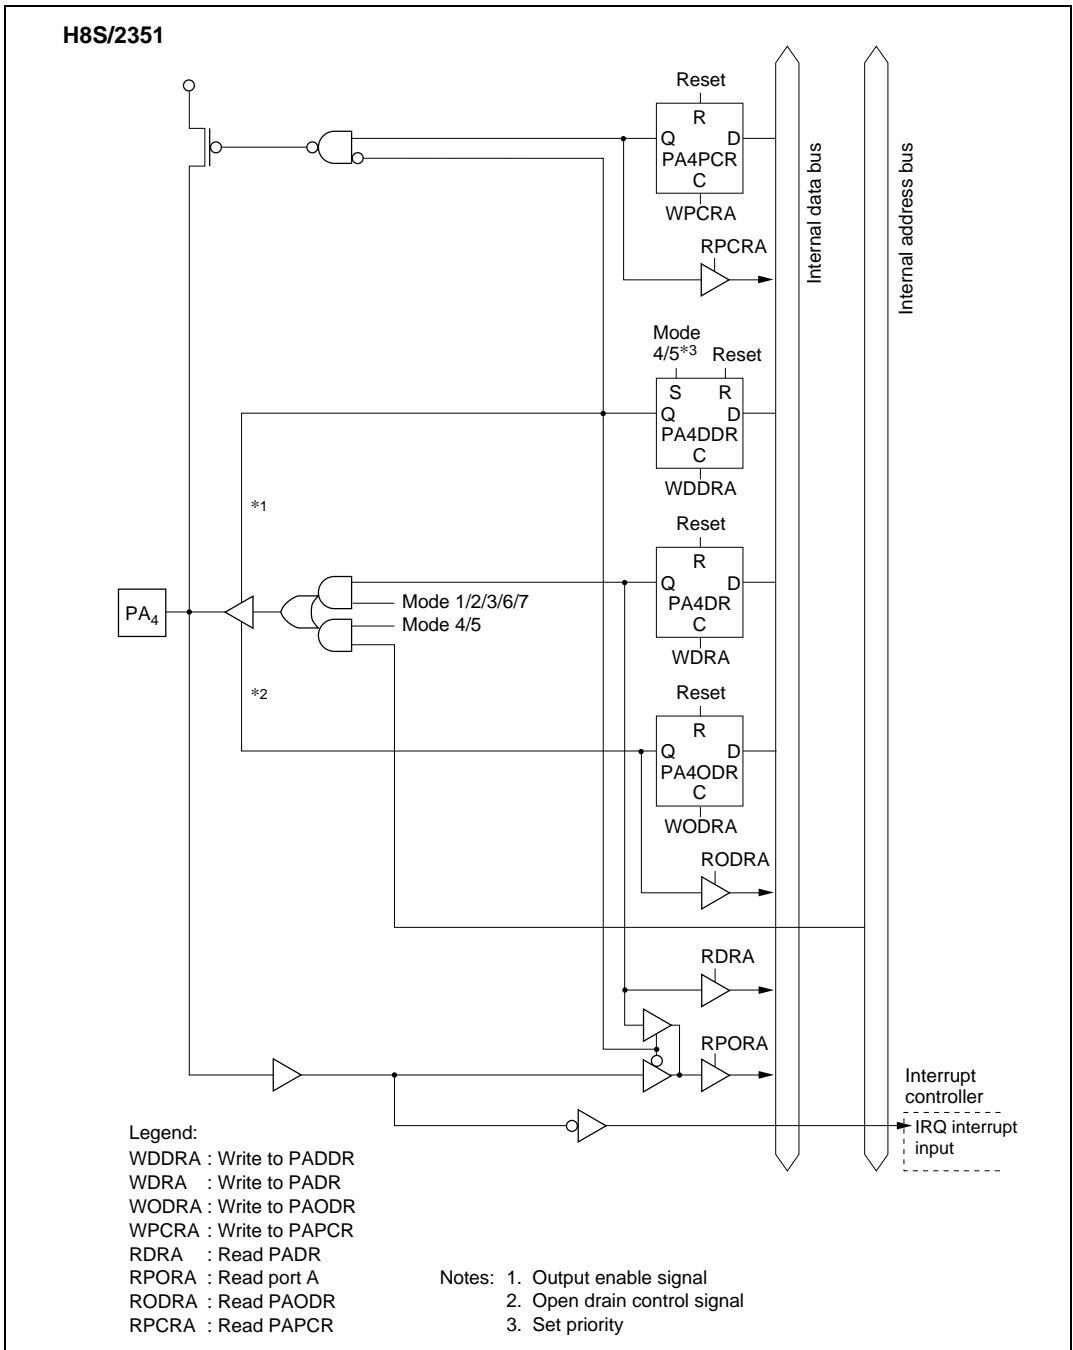 H8S/2351
Reset
R
Q D
PA4PCR
C
WPCRA
RPCRA
Internal data bus
Internal address bus
Mode
4/5*3 Reset
S R
Q D
PA4DDR
C
WDDRA
*1
Reset
R
Q D
PA4DR
C
WDRA
PA4
Mode 1/2/3/6/7
Mode 4/5
*2
Reset
R
Q D
PA4ODR
C
WODRA
RODRA
RDRA
RPORA
Interrupt
controller
IRQ interrupt
input
Legend:
WDDRA : Write to PADDR
WDRA : Write to PADR
WODRA : Write to PAODR
WPCRA : Write to PAPCR
RDRA : Read PADR
RPORA : Read port A
RODRA : Read PAODR
RPCRA : Read PAPCR
Notes: 1. Output enable signal
2. Open drain control signal
3. Set priority